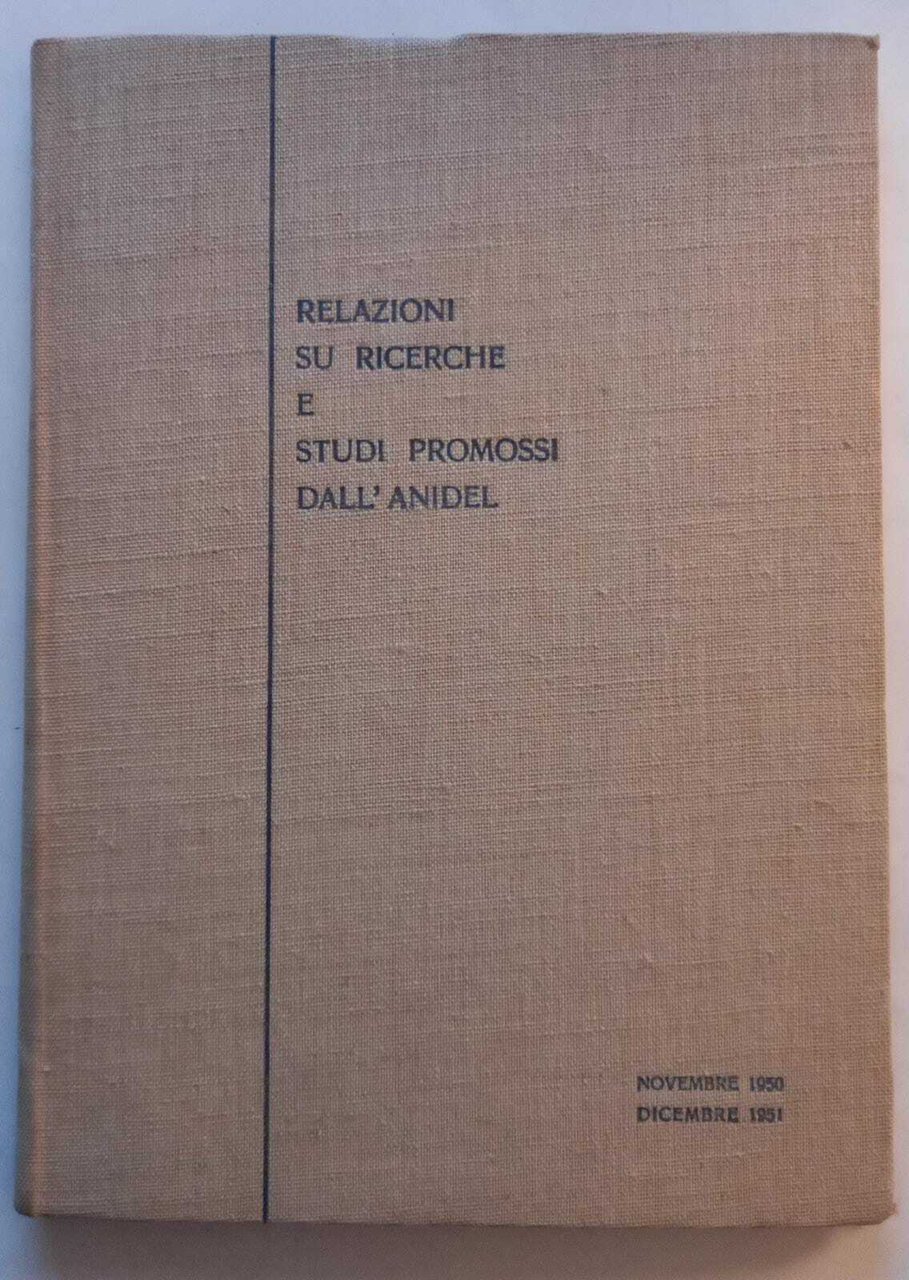 RELAZIONI
SU RICERCHE
E
STUDI PROMOSSI
DALL' ANIDEL
NOVEMBRE 1950
DICEMBRE 1951